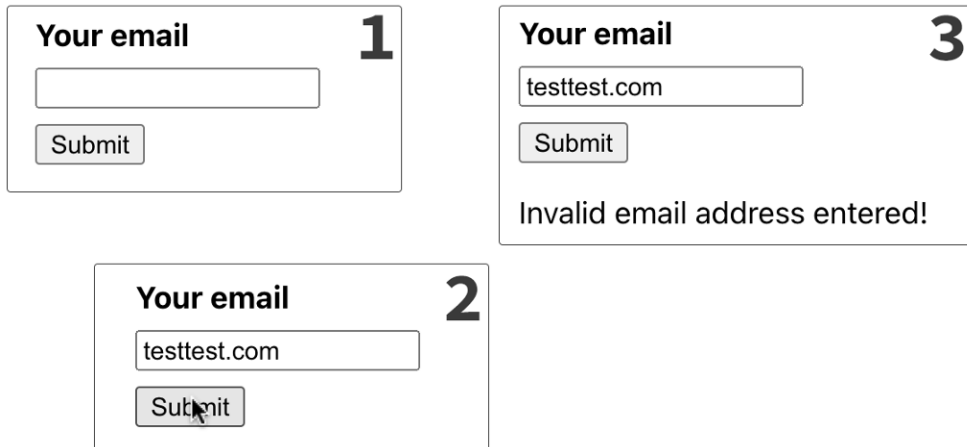 Your email
1
Submit
Your email
3
testtest.com
Submit
Invalid email address entered!
Your email
2
testtest.com
Submit